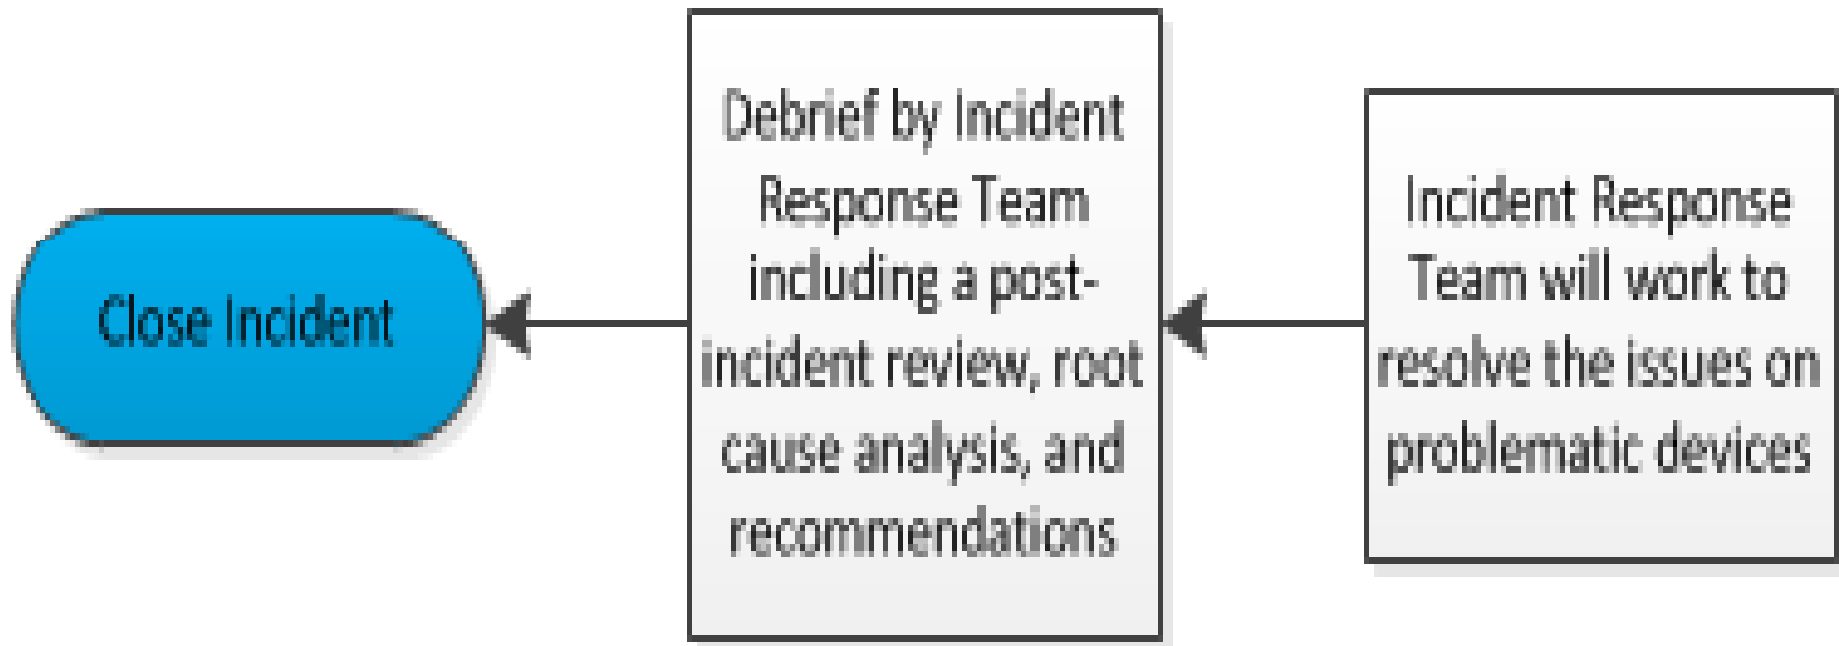 Close Incident
Debrief by Incident
Response Team
including a post-
incident review, root
cause analysis, and
recommendations
Incident Response
Team will work to
resolve the issues on
problematic devices